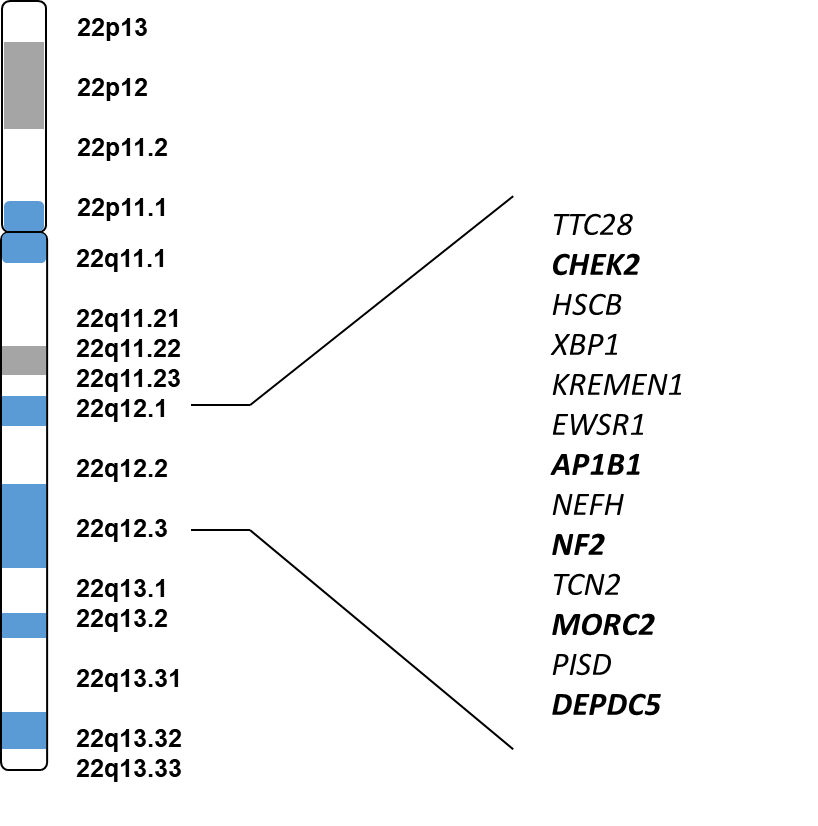 22p13
22p12
22p11.2
22p11.1
22q11.1
22q11.21
22q11.22
22q11.23
22q12.1
22q12.2
22q12.3
22q13.1
22q13.2
22q13.31
22q13.32
22q13.33
TTC28
CHEK2
HSCB
XBP1
KREMEN1
EWSR1
AP1B1
NEFH
NF2
TCN2
MORC2
PISD
DEPDC5